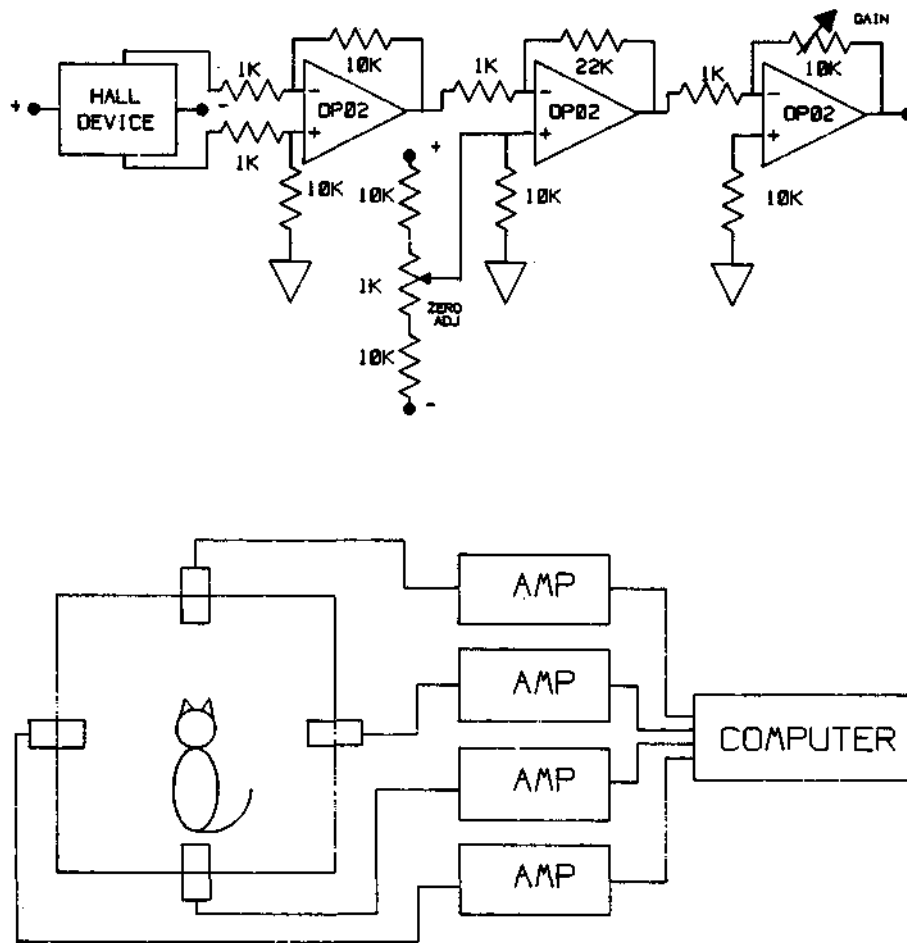 GAIN
1K
10K
1K
22K
1K
10K
+
HALL
DEVICE
-
-
+
OP02
-
+
OP02
-
+
OP02
1K
+
10K
10K
10K
10K
1K
ZERO
ADJ
10K
-
AMP
AMP
AMP
AMP
COMPUTER